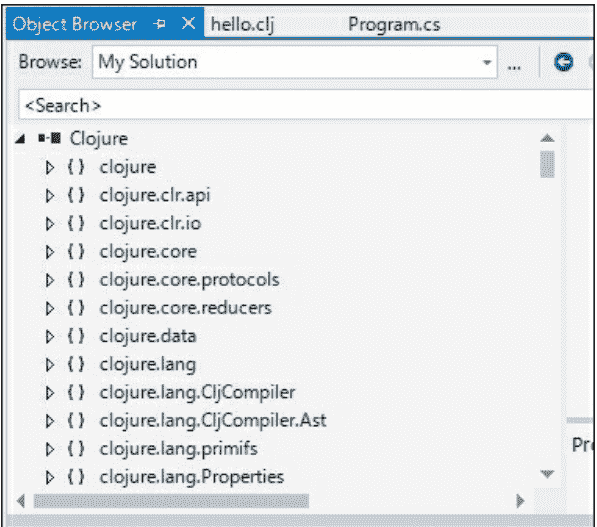 Object Browser hello.clj Program.cs
Browse: My Solution ...
<Search>
Clojure
{ } clojure
{ } clojure.clr.api
{ } clojure.clr.io
{ } clojure.core
{ } clojure.core.protocols
{ } clojure.core.reducers
{ } clojure.data
{ } clojure.lang
{ } clojure.lang.CljCompiler
{ } clojure.lang.CljCompiler.Ast
{ } clojure.lang.primifs
{ } clojure.lang.Properties